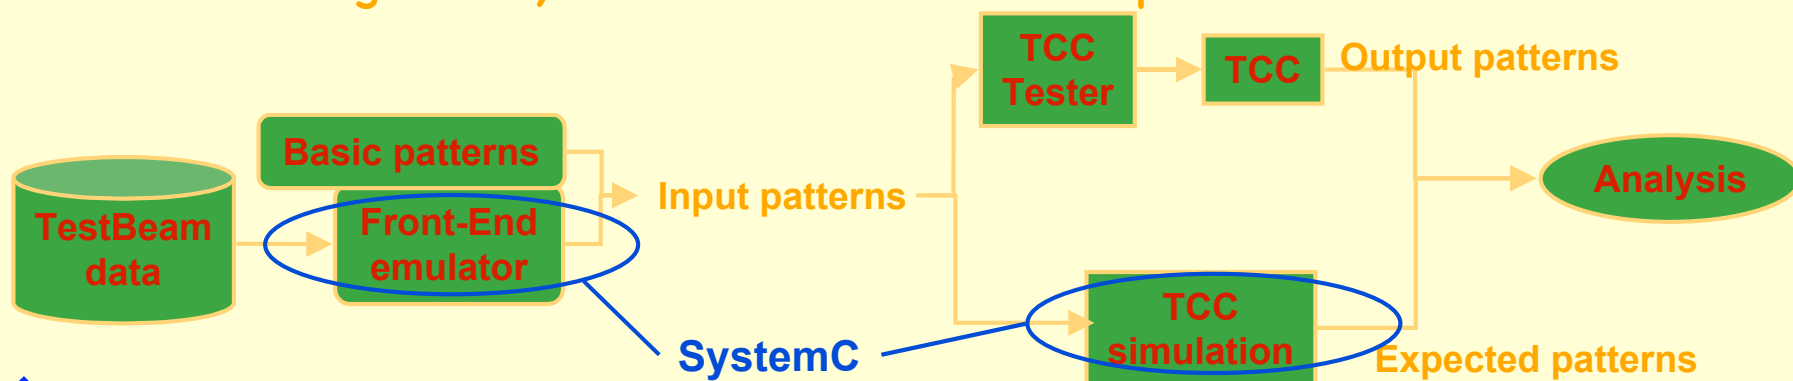 TCC
Tester
TCC
Output patterns
Basic patterns
TestBeam
data
Front-End
emulator
Input patterns
Analysis
TCC
simulation
SystemC
Expected patterns